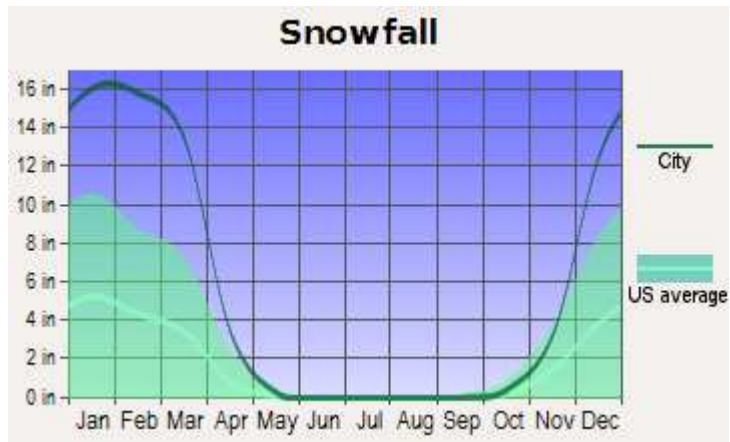 Snowfall
16 in
14 in
12 in
10 in
8 in
6 in
4 in
2 in
0 in
Jan Feb Mar Apr May Jun Jul Aug Sep Oct Nov Dec
City
US average